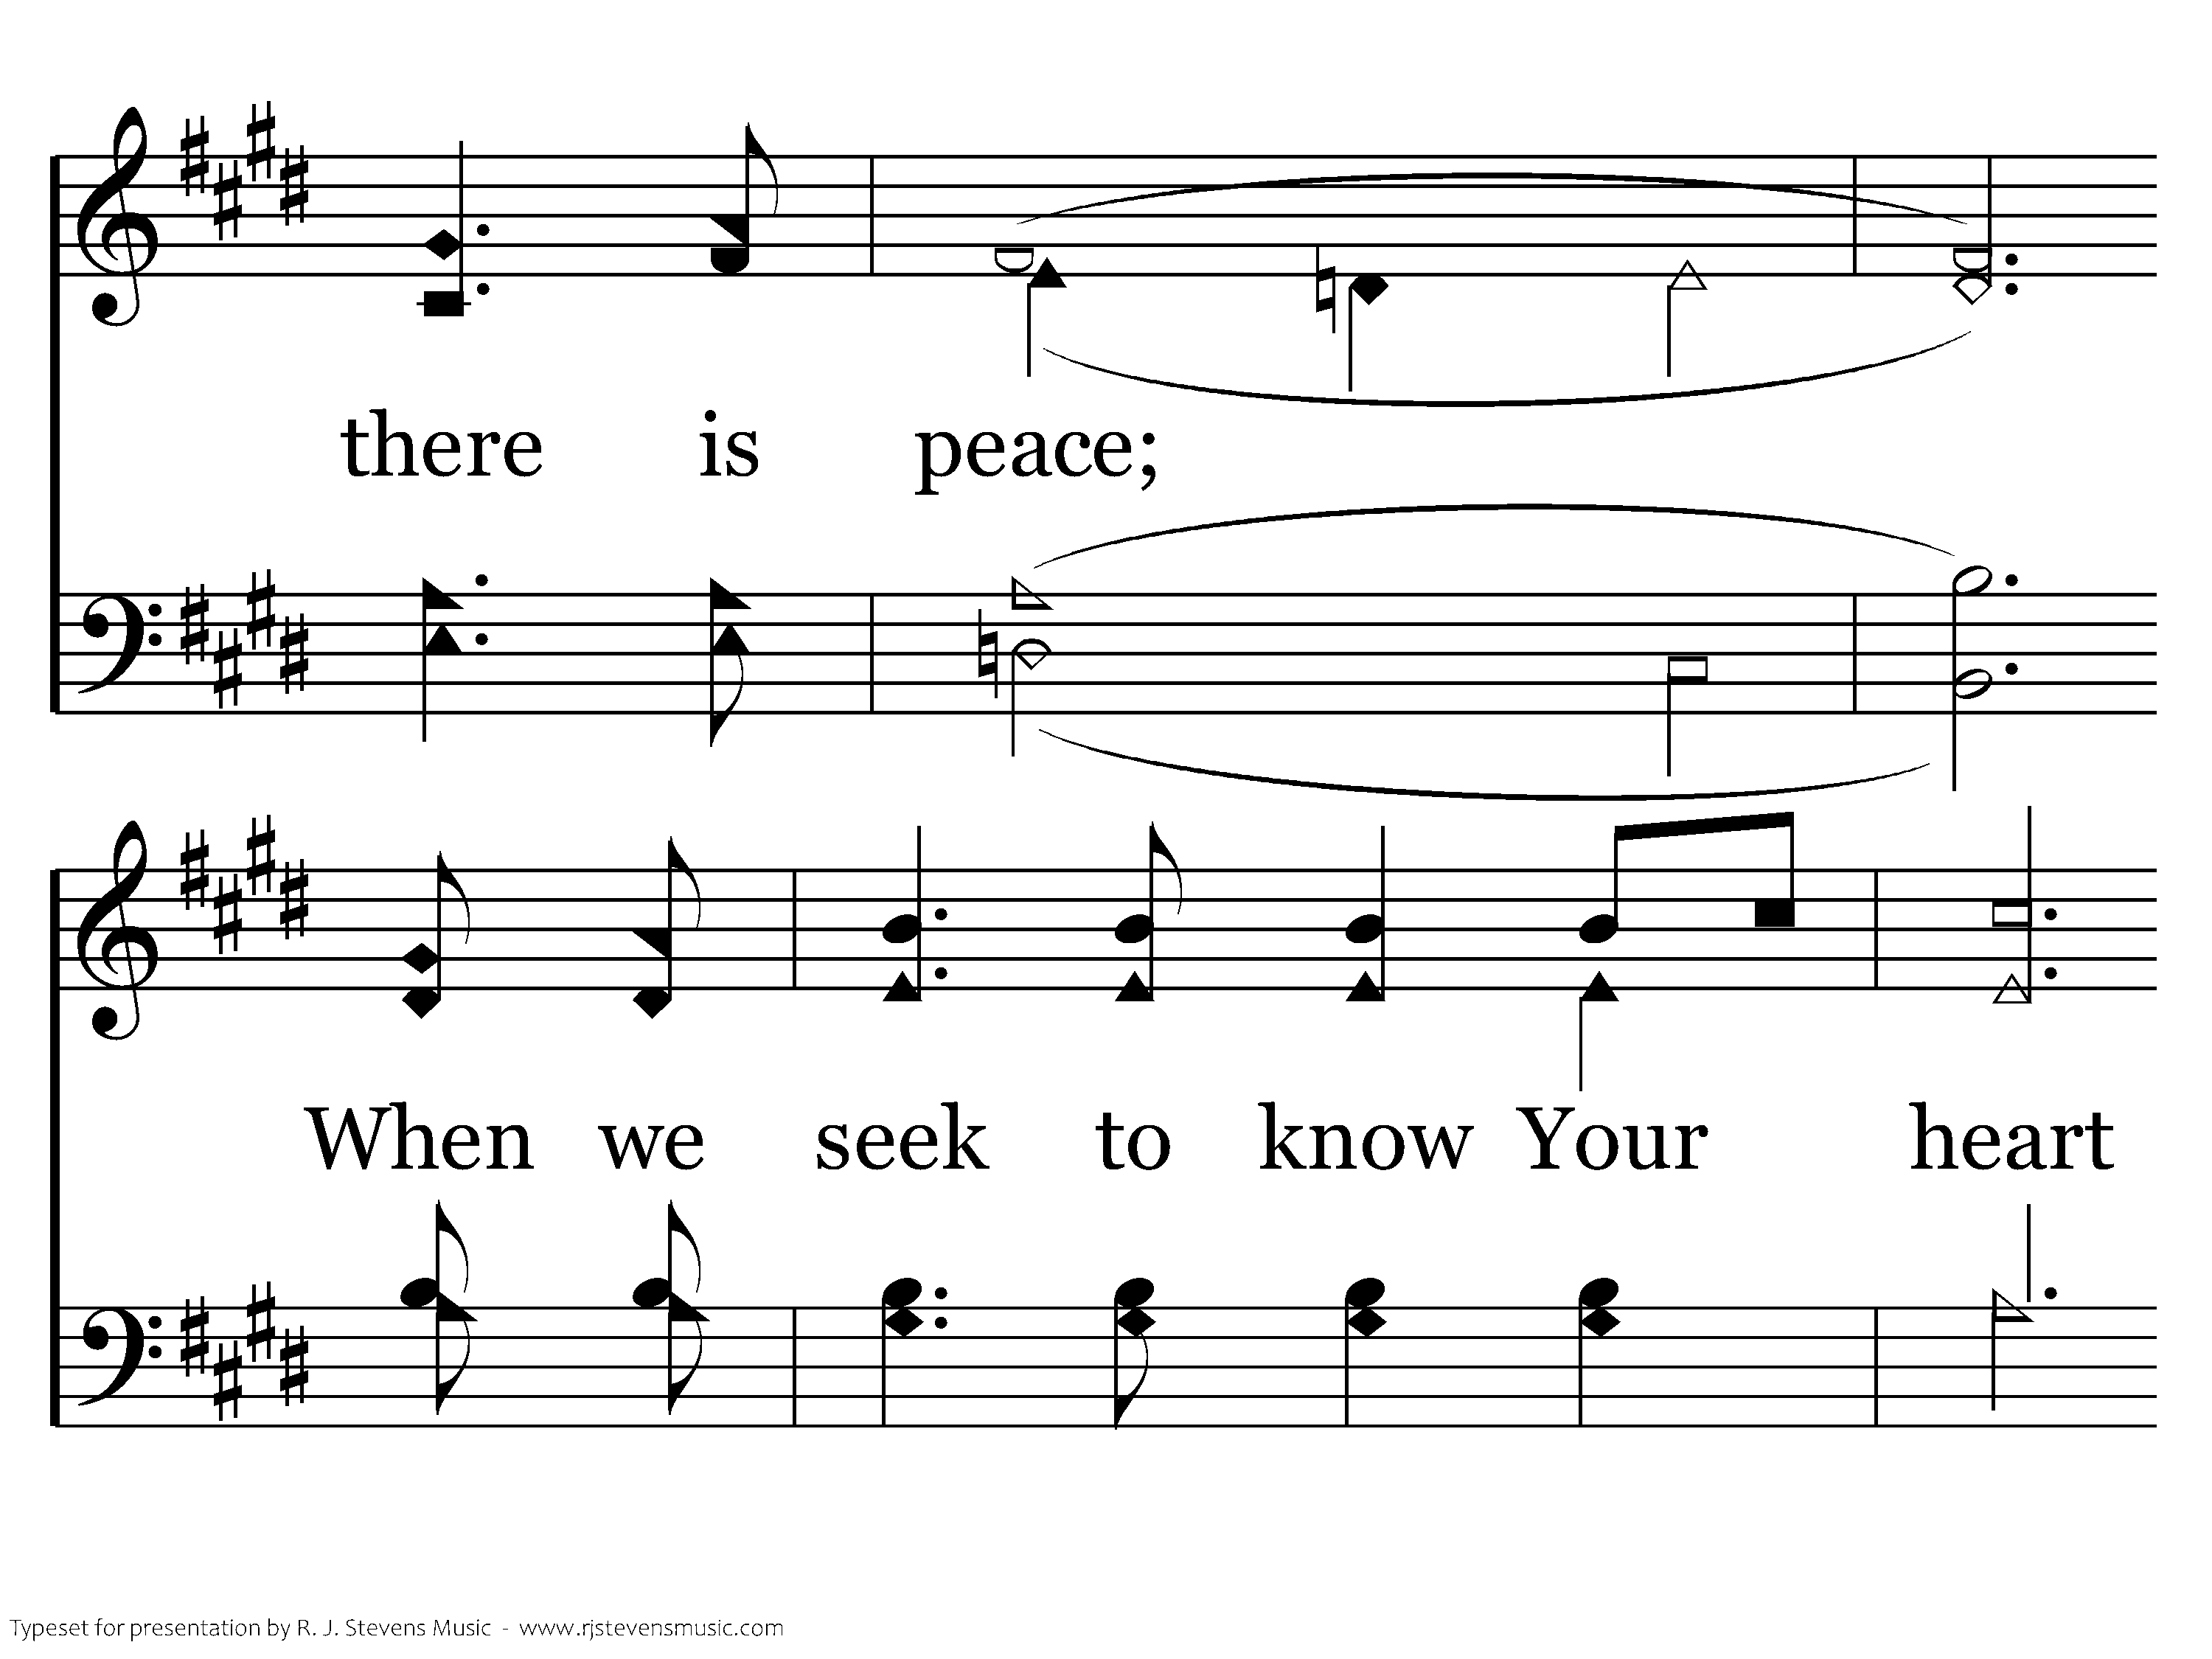 there is peace;
When we seek to know Your heart
Typeset for presentation by R. J. Stevens Music - www.rjstevensmusic.com